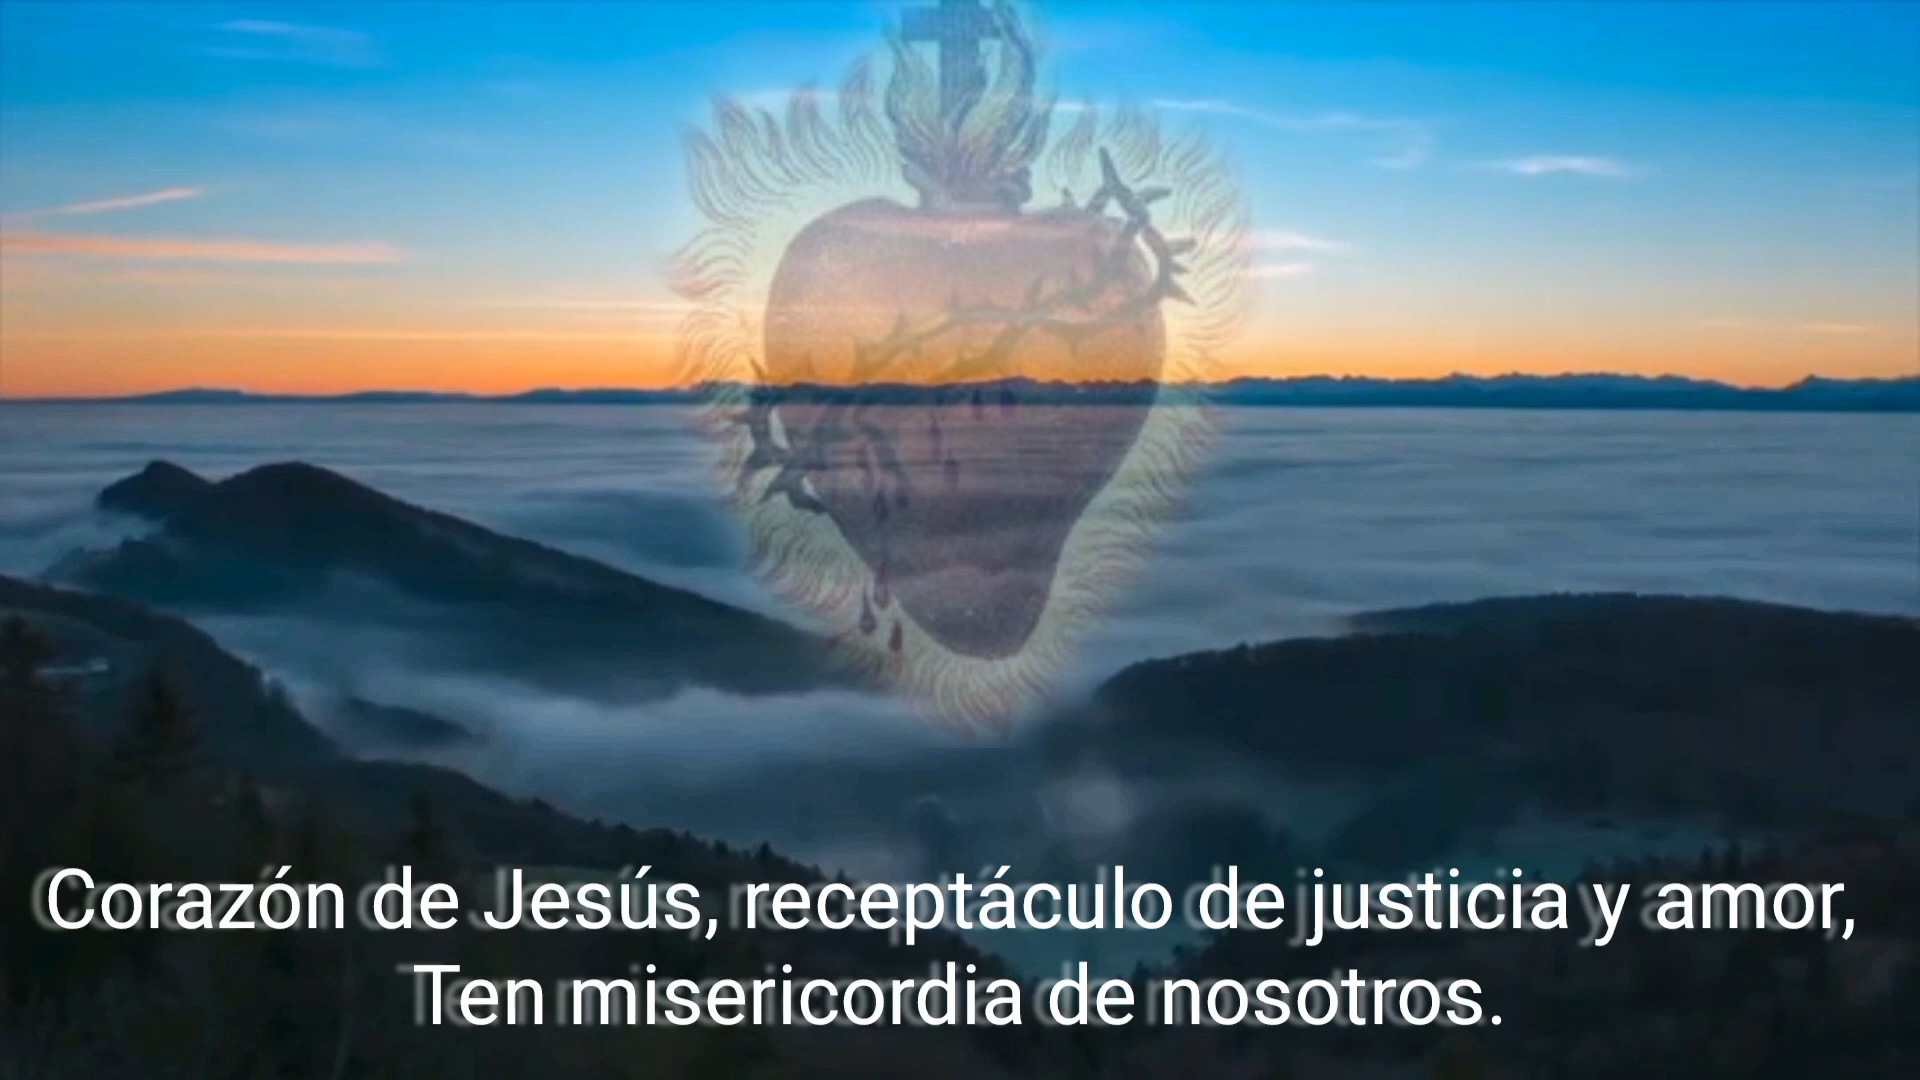 Corazón de Jesús, receptáculo de justicia y amor,
Ten misericordia de nosotros.